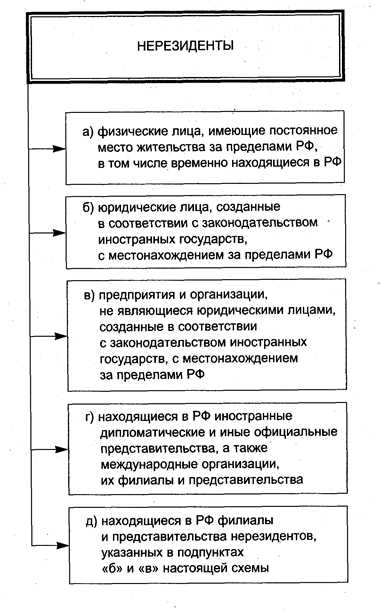 НЕРЕЗИДЕНТЫ
а) физические лица, имеющие постоянное
место жительства за пределами РФ,
в том числе временно находящиеся в РФ
б) юридические лица, созданные
в соответствии с законодательством
иностранных государств,
с местонахождением за пределами РФ
в) предприятия и организации,
не являющиеся юридическими лицами,
созданные в соответствии
с законодательством иностранных
государств, с местонахождением
за пределами РФ
г) находящиеся в РФ иностранные
дипломатические и иные официальные
представительства, а также
международные организации,
их филиалы и представительства
д) находящиеся в РФ филиалы
и представительства нерезидентов,
указанных в подпунктах
«б» и «в» настоящей схемы